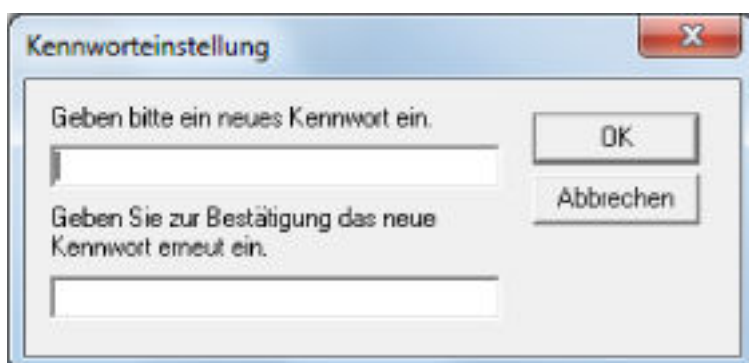 Kennworteinstellung
Geben bitte ein neues Kennwort ein.
OK
Abbrechen
Geben Sie zur Bestätigung das neue
Kennwort erneut ein.